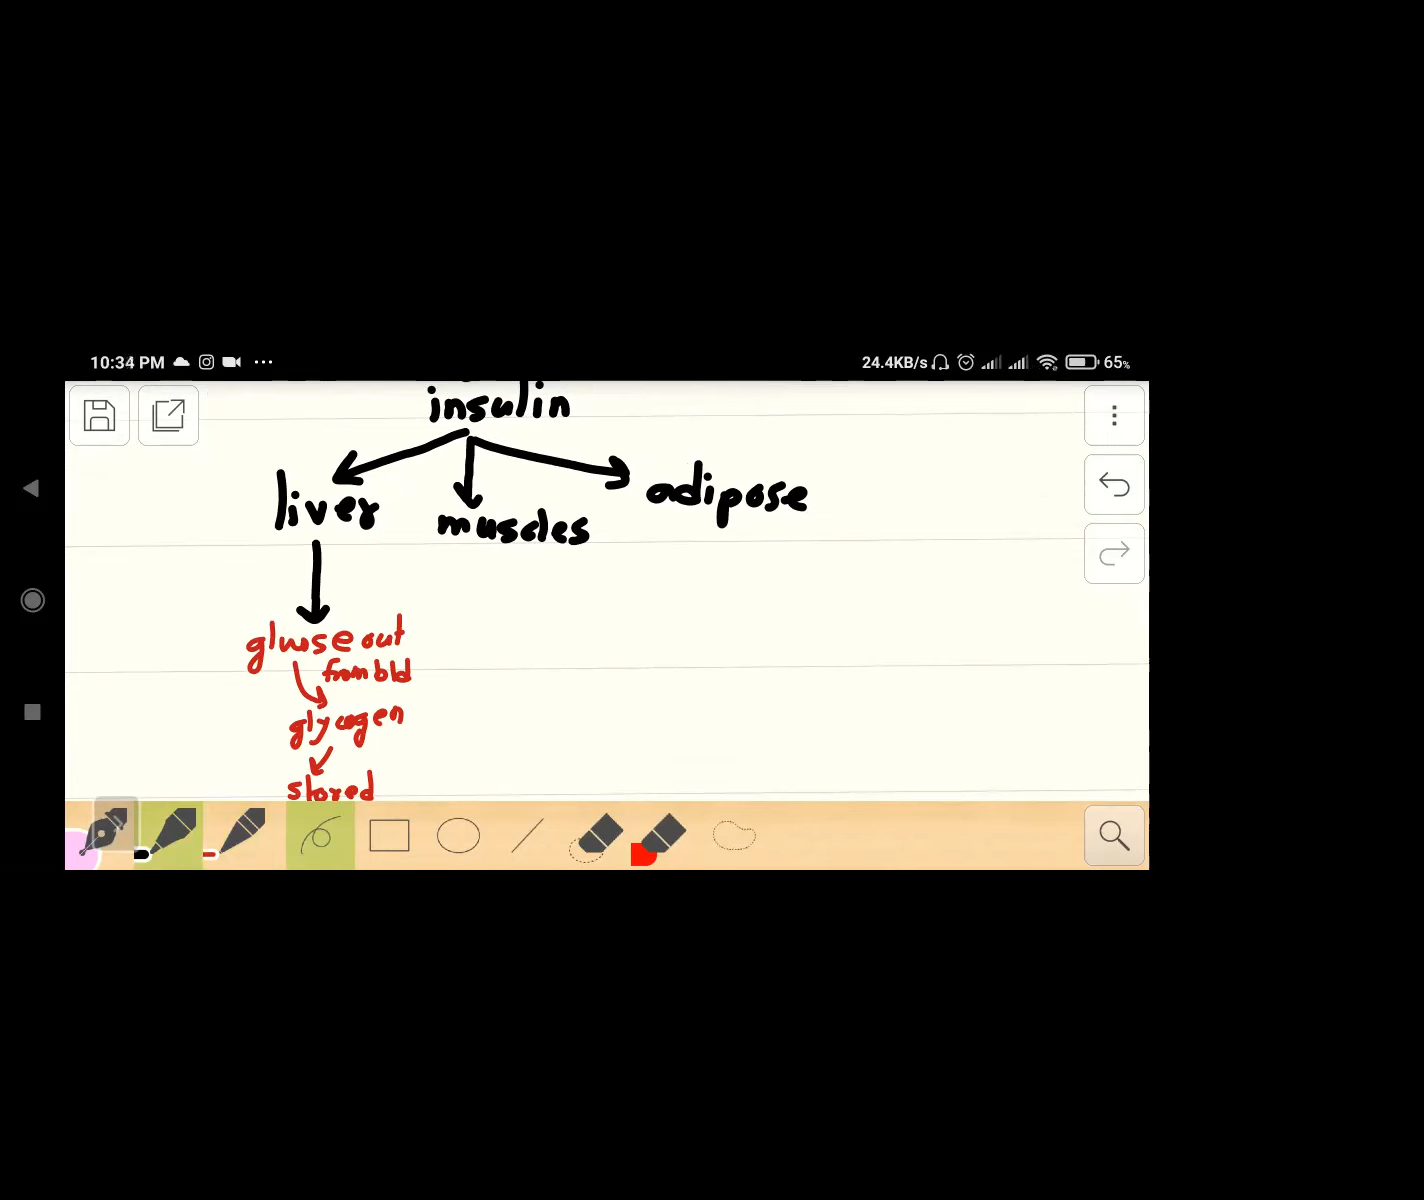 10:34 PM ... 24.4KB/s 65%
insulin
liver muscles adipose
glucose out
from bld
glycogen
stored